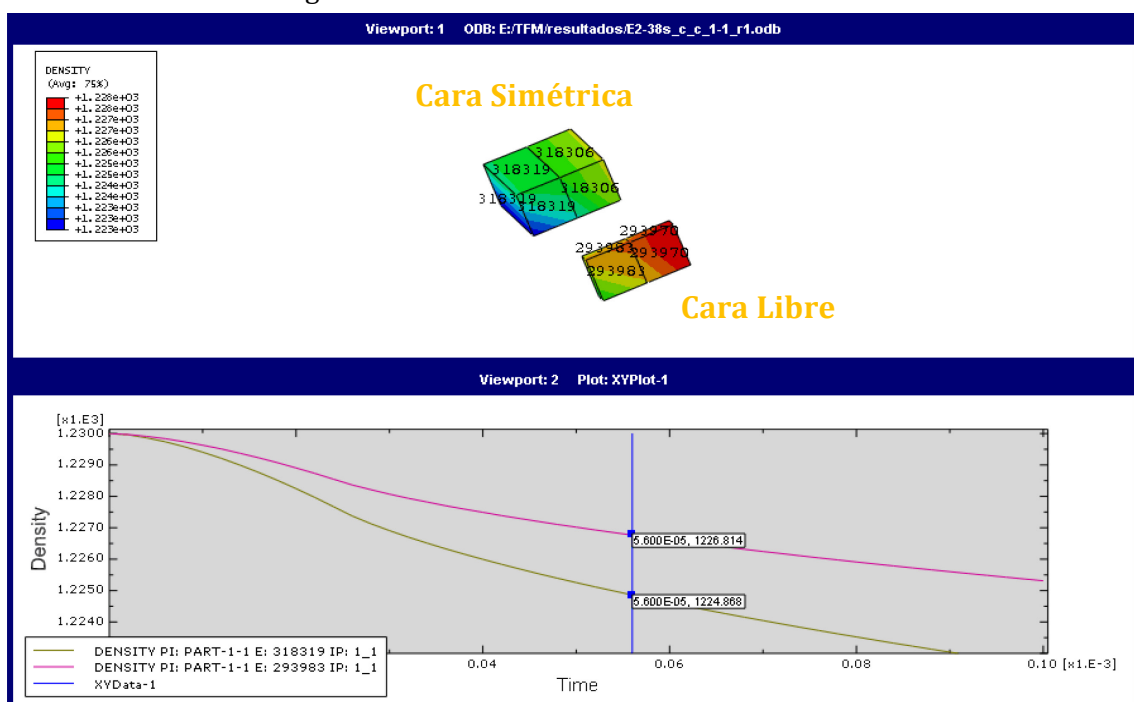 Viewport: 1 ODB: E:/TFM/resultados/E2-38s_c_c_1-1_r1.odb
DENSITY
(Avg: 75%)
+1.228e+03
+1.228e+03
+1.227e+03
+1.227e+03
+1.226e+03
+1.226e+03
+1.225e+03
+1.225e+03
+1.224e+03
+1.224e+03
+1.223e+03
+1.223e+03
+1.223e+03
Cara Simétrica
318306
318319
318306
318319
318319
293970
293983
293970
293983
Cara Libre
Viewport: 2 Plot: XYPlot-1
[x1.E3]
1.2300
1.2290
1.2280
1.2270
1.2260
1.2250
1.2240
Density
5.600E-05, 1226.814
5.600E-05, 1224.868
DENSITY PI: PART-1-1 E: 318319 IP: 1_1
DENSITY PI: PART-1-1 E: 293983 IP: 1_1
XYData-1
0.04
0.06
0.08
0.10 [x1.E-3]
Time